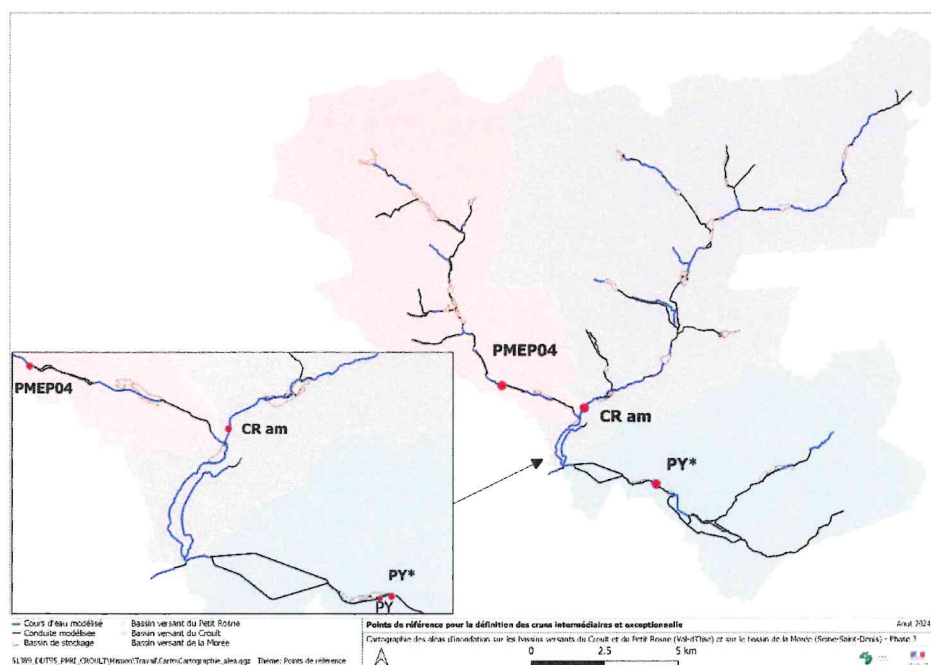 PMEP04
CR am
PY*
PMEP04
CR am
PY*
PY
Cours d'eau modélisé
Conduite modélisée
Bassin de stockage
Bassin versant du Petit Rosne
Bassin versant du Croult
Bassin versant de la Morée
Points de référence pour la définition des crues intermédiaires et exceptionnelle
Aout 2024
Cartographie des aleas d'inondation sur les bassins versants du Croult et du Petit Rosne (Val-d'Oise) et sur le bassin de la Morée (Seine-Saint-Denis) - Phase 3
0 2.5 5 km
Thème: Points de référence